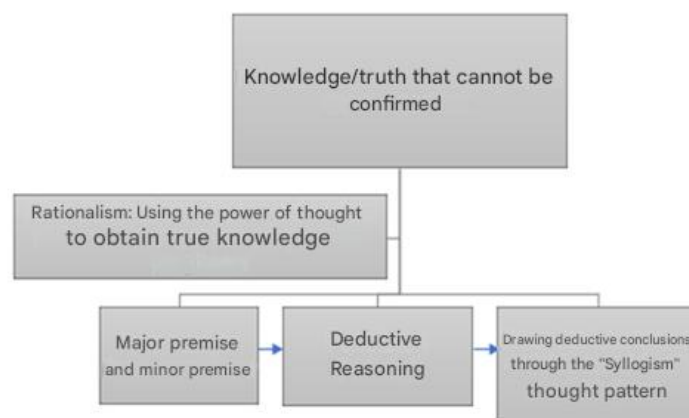 Knowledge/truth that cannot be
confirmed
Rationalism: Using the power of thought
to obtain true knowledge
Major premise
and minor premise
Deductive
Reasoning
Drawing deductive conclusions
through the "Syllogism"
thought pattern